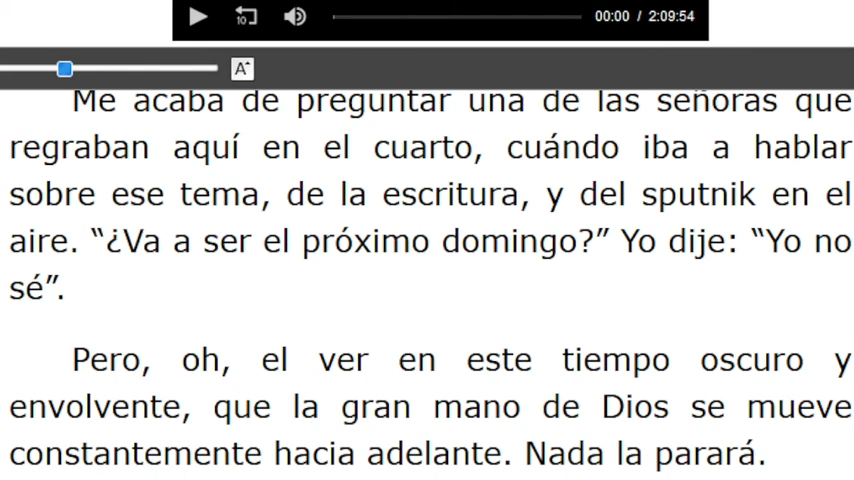 10
00:00 / 2:09:54
A
Me acaba de preguntar una de las señoras que
regraban aquí en el cuarto, cuándo iba a hablar
sobre ese tema, de la escritura, y del sputnik en el
aire. “¿Va a ser el próximo domingo?” Yo dije: “Yo no
sé”.
Pero, oh, el ver en este tiempo oscuro y
envolvente, que la gran mano de Dios se mueve
constantemente hacia adelante. Nada la parará.